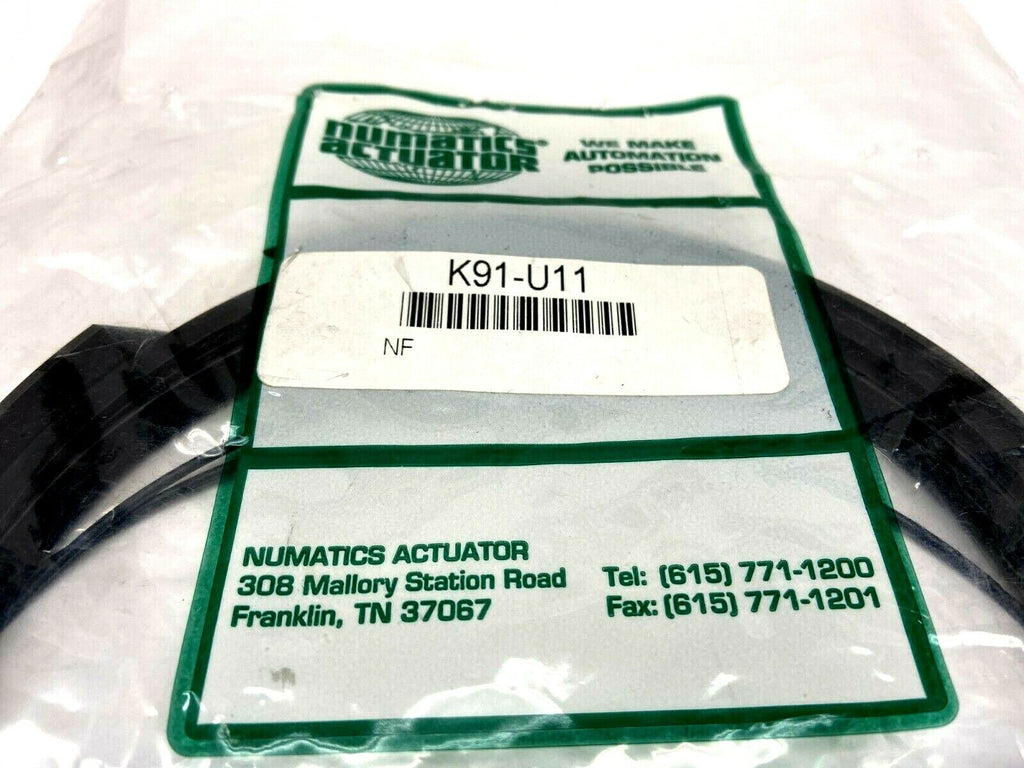 numatics®
actuator
WE MAKE
AUTOMATION
POSSIBLE
K91-U11
NF
NUMATICS ACTUATOR
308 Mallory Station Road
Franklin, TN 37067
Tel: (615) 771-1200
Fax: (615) 771-1201